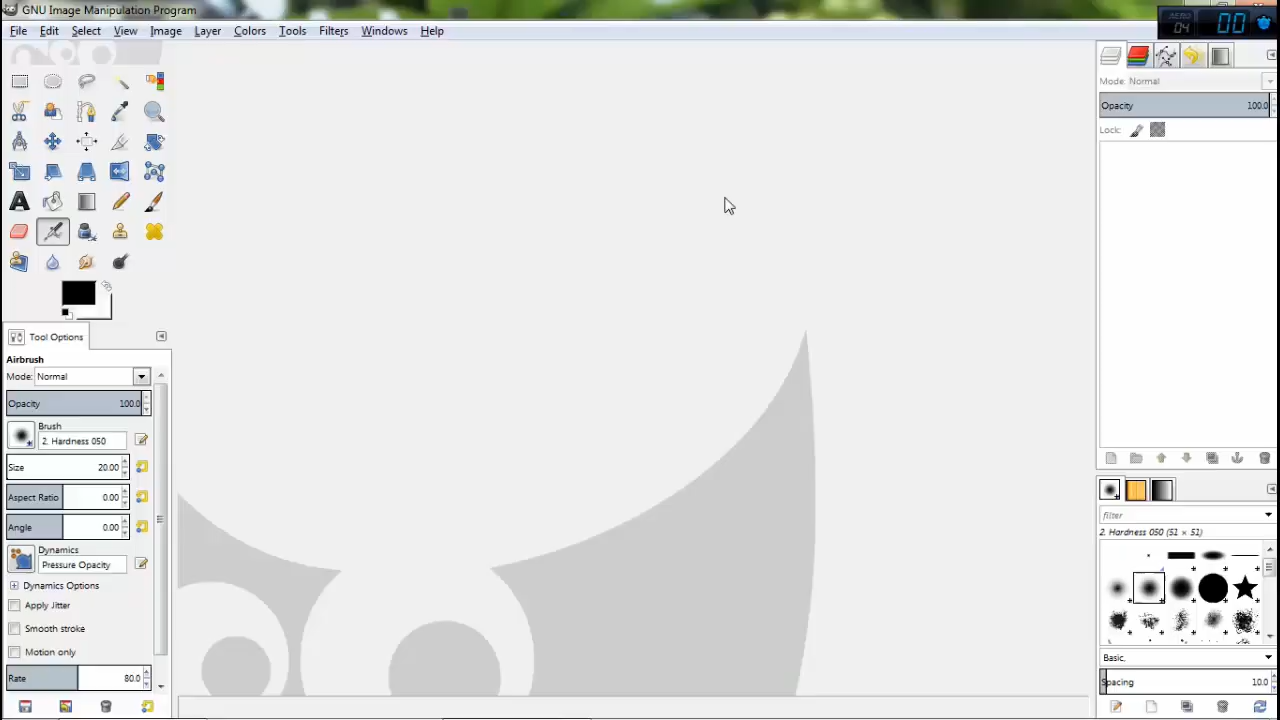 GNU Image Manipulation Program
File Edit Select View Image Layer Colors Tools Filters Windows Help
04 00
Mode: Normal
Opacity 100.0
Lock:
Tool Options
Airbrush
Mode: Normal
Opacity 100.0
Brush
2. Hardness 050
Size 20.00
Aspect Ratio 0.00
Angle 0.00
Dynamics
Pressure Opacity
Dynamics Options
Apply Jitter
Smooth stroke
Motion only
Rate 80.0
filter
2. Hardness 050 (51 × 51)
Basic,
Spacing 10.0